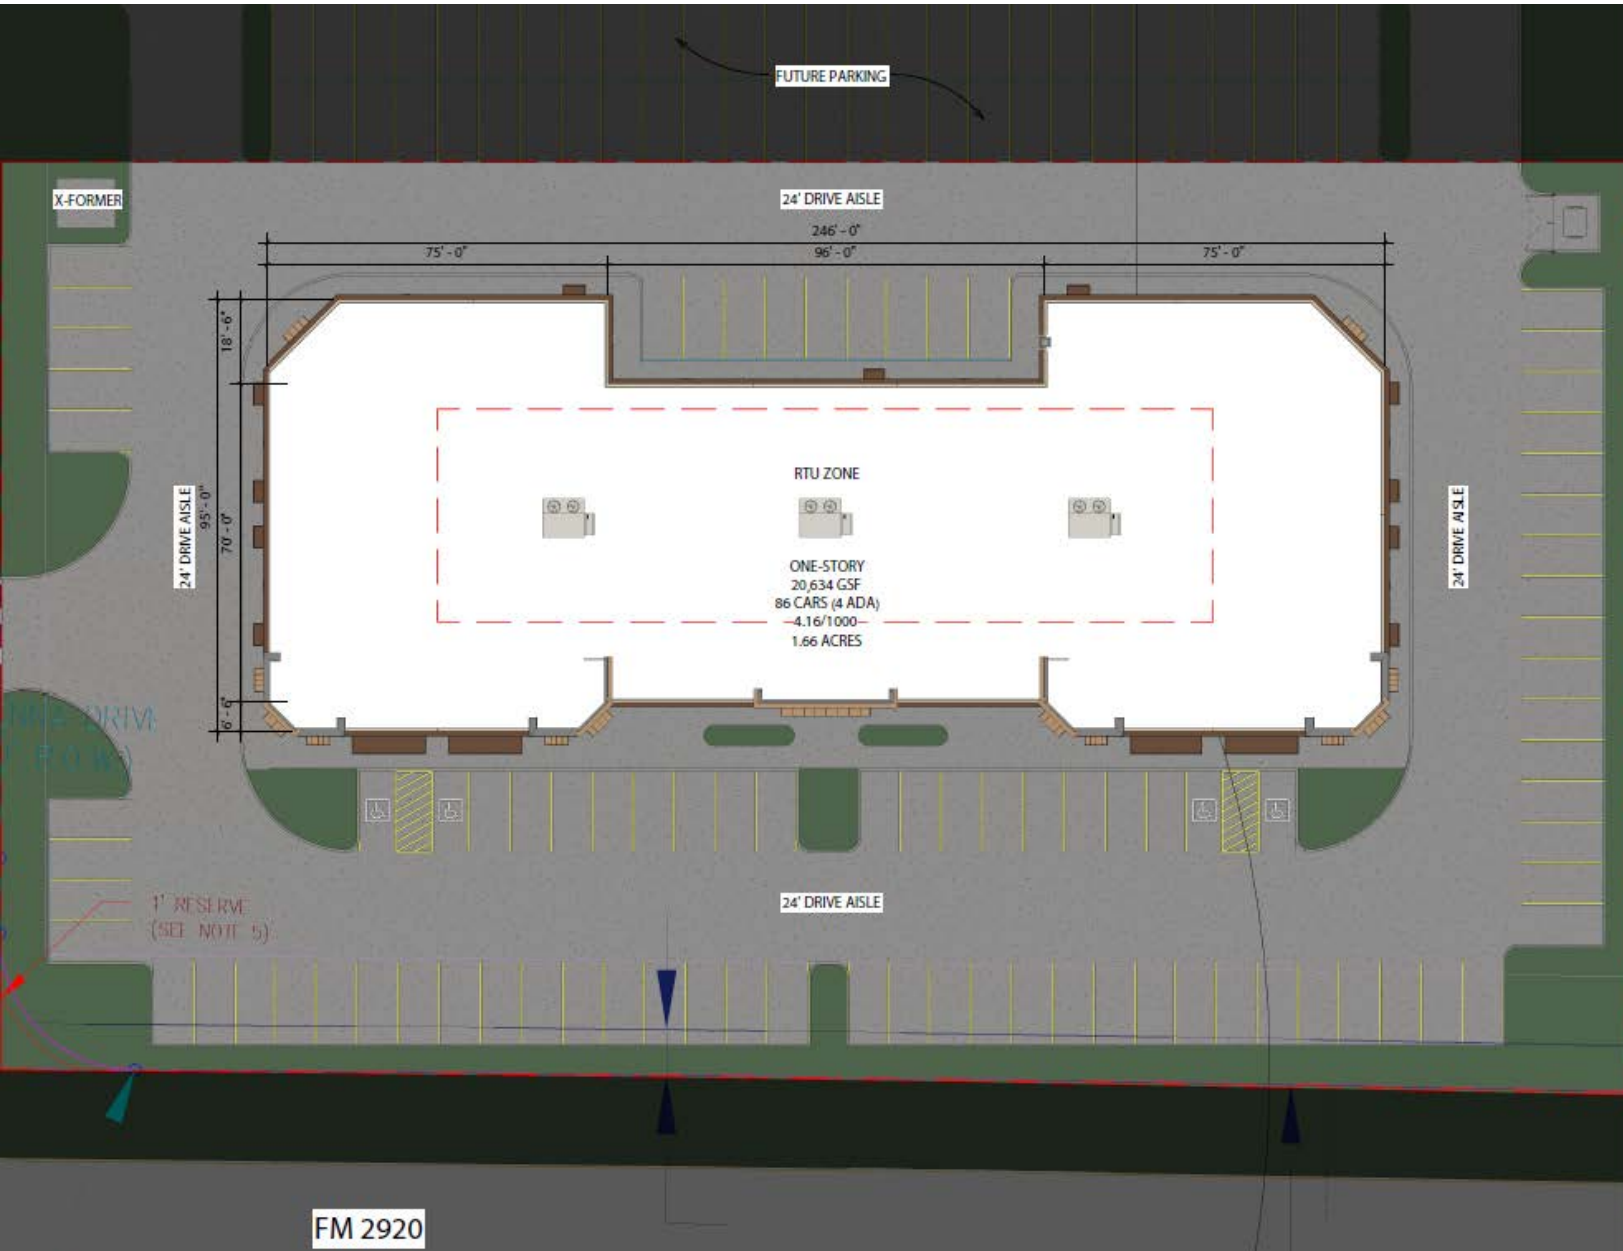 FUTURE PARKING
X-FORMER
24' DRIVE AISLE
246' - 0"
75' - 0"
96' - 0"
75' - 0"
18' - 6"
24' DRIVE AISLE
95' - 0"
70' - 0"
6' - 6"
RTU ZONE
24' DRIVE AISLE
ONE-STORY
20,634 GSF
86 CARS (4 ADA)
4.16/1000
1.66 ACRES
DRIVE
R.O.W.)
1' RESERVE
(SEE NOTE 5)
24' DRIVE AISLE
FM 2920